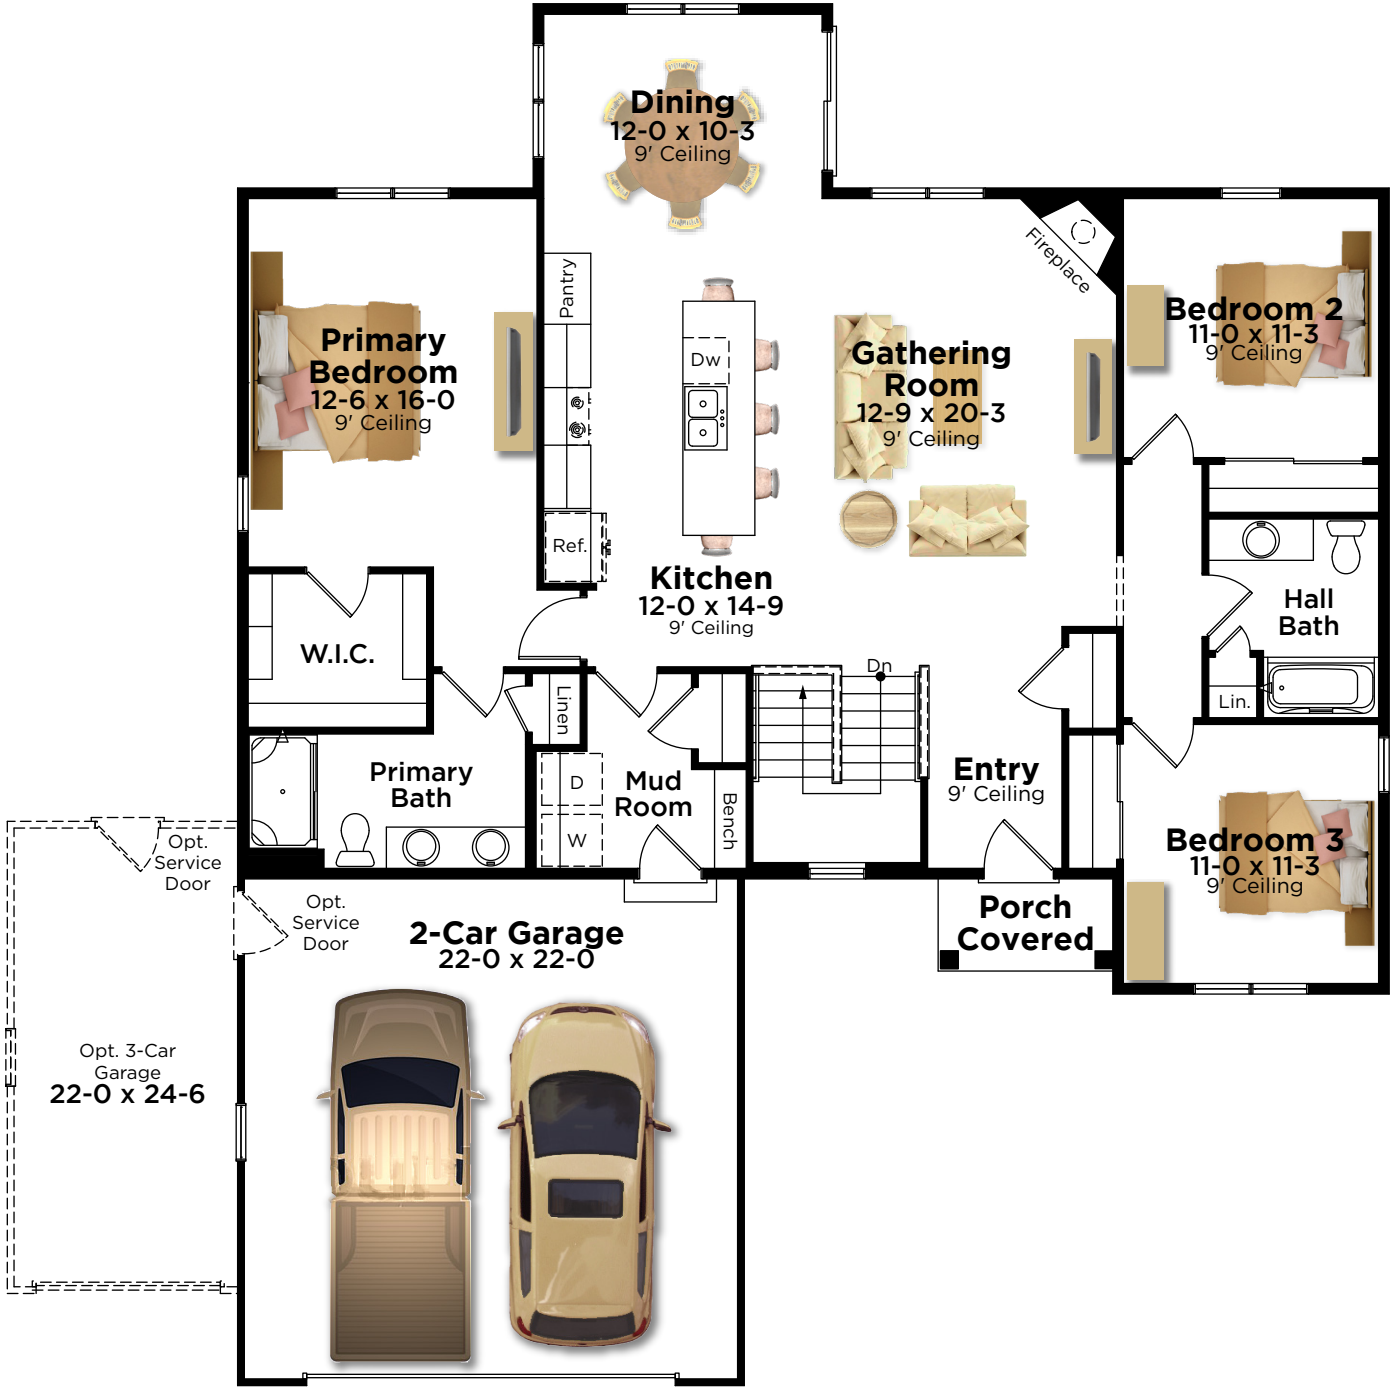 Dining
12-0 x 10-3
9' Ceiling
Pantry
Fireplace
Primary
Bedroom
12-6 x 16-0
9' Ceiling
Dw
Gathering
Room
12-9 x 20-3
9' Ceiling
Bedroom 2
11-0 x 11-3
9' Ceiling
Ref.
Kitchen
12-0 x 14-9
9' Ceiling
Hall
Bath
W.I.C.
Linen
Dn
Lin.
Primary
Bath
D
W
Mud
Room
Bench
Entry
9' Ceiling
Bedroom 3
11-0 x 11-3
9' Ceiling
Opt.
Service
Door
Opt.
Service
Door
2-Car Garage
22-0 x 22-0
Porch
Covered
Opt. 3-Car
Garage
22-0 x 24-6